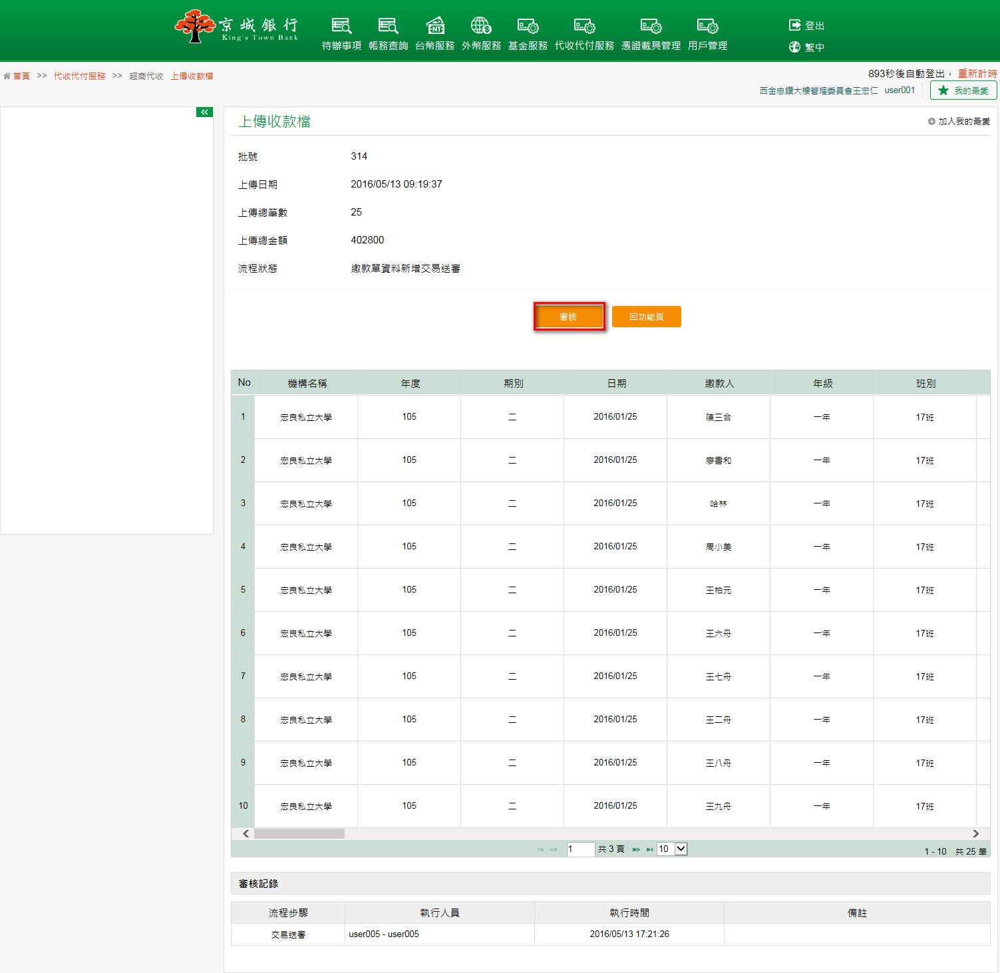 京城銀行
King's Town Bank
待辦事項 帳務查詢 台幣服務 外幣服務 基金服務 代收代付服務 憑證載具管理 用戶管理
登出
繁中
首頁 >> 代收代付服務 >> 超商代收 上傳收款檔
893秒後自動登出， 重新計時
西金忠鑽大樓管理委員會王宏仁 user001 我的最愛
上傳收款檔
加入我的最愛
批號 314
上傳日期 2016/05/13 09:19:37
上傳總筆數 25
上傳總金額 402800
流程狀態 繳款單資料新增交易送審
審核 回功能頁
No 機構名稱 年度 期別 日期 繳款人 年級 班別
1 宏良私立大學 105 二 2016/01/25 陳三合 一年 17班
2 宏良私立大學 105 二 2016/01/25 廖書和 一年 17班
3 宏良私立大學 105 二 2016/01/25 哈林 一年 17班
4 宏良私立大學 105 二 2016/01/25 周小美 一年 17班
5 宏良私立大學 105 二 2016/01/25 王柏元 一年 17班
6 宏良私立大學 105 二 2016/01/25 王六舟 一年 17班
7 宏良私立大學 105 二 2016/01/25 王七舟 一年 17班
8 宏良私立大學 105 二 2016/01/25 王二舟 一年 17班
9 宏良私立大學 105 二 2016/01/25 王八舟 一年 17班
10 宏良私立大學 105 二 2016/01/25 王九舟 一年 17班
1 共 3 頁 10
1 - 10 共 25 筆
審核記錄
流程步驟 執行人員 執行時間 備註
交易送審 user005 - user005 2016/05/13 17:21:26